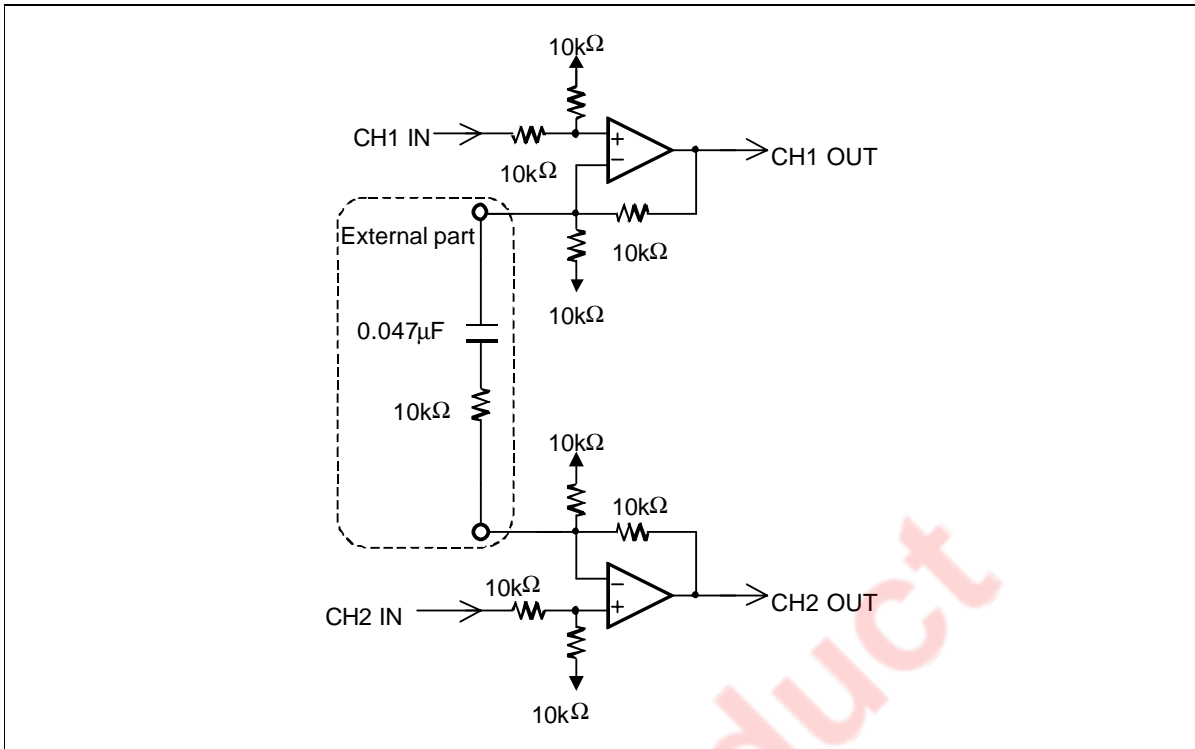 10kΩ
CH1 IN
+
−
CH1 OUT
10kΩ
External part
10kΩ
10kΩ
0.047µF
10kΩ
10kΩ
10kΩ
10kΩ
−
+
CH2 IN
CH2 OUT
10kΩ
duct